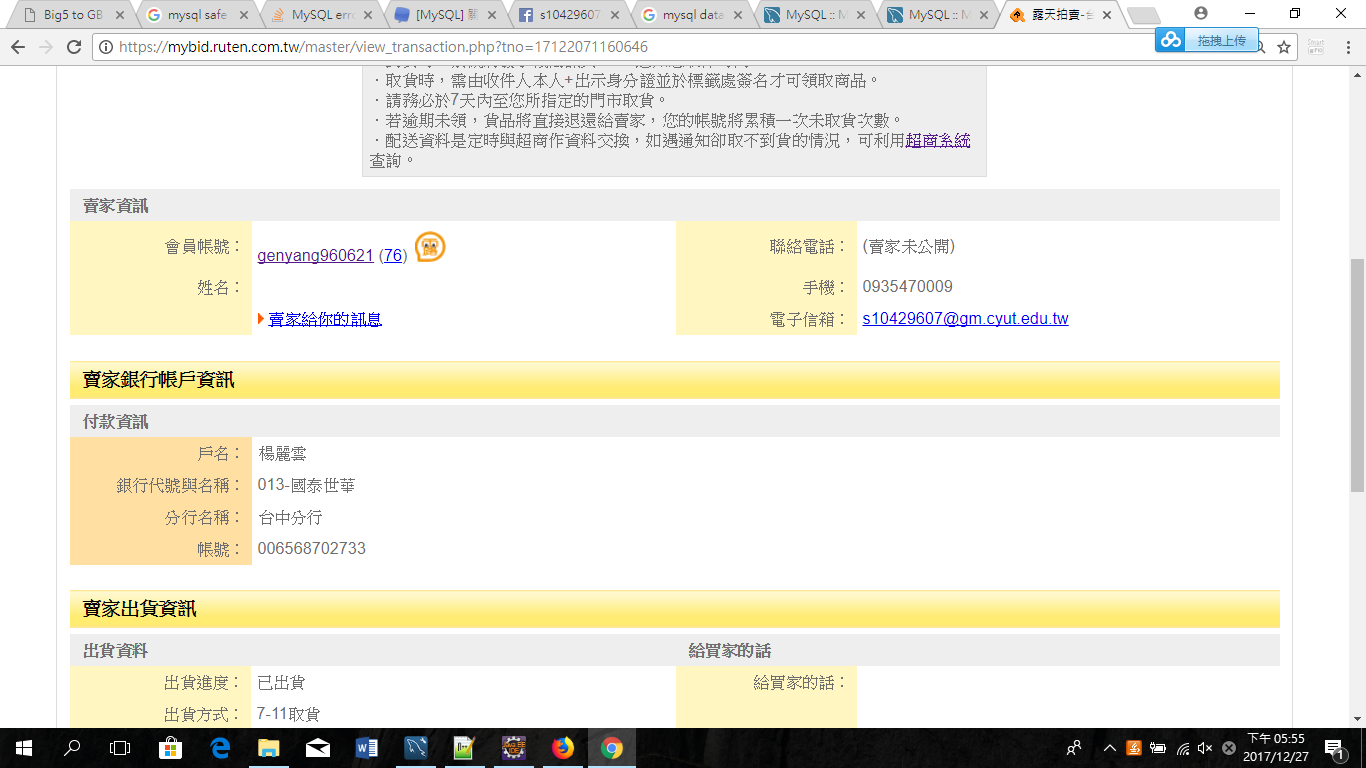 Big5 to GB
mysql safe
MySQL erro
[MySQL] 關
s10429607
mysql data
MySQL :: M
MySQL :: M
露天拍賣-台
https://mybid.ruten.com.tw/master/view_transaction.php?tno=17122071160646
拖拽上传
．取貨時，需由收件人本人+出示身分證並於標籤處簽名才可領取商品。
．請務必於7天內至您所指定的門市取貨。
．若逾期未領，貨品將直接退還給賣家，您的帳號將累積一次未取貨次數。
．配送資料是定時與超商作資料交換，如遇通知卻取不到貨的情況，可利用超商系統
查詢。
賣家資訊
會員帳號： genyang960621 (76) 聯絡電話： (賣家未公開)
姓名： 手機： 0935470009
賣家給你的訊息 電子信箱： s10429607@gm.cyut.edu.tw
賣家銀行帳戶資訊
付款資訊
戶名： 楊麗雲
銀行代號與名稱： 013-國泰世華
分行名稱： 台中分行
帳號： 006568702733
賣家出貨資訊
出貨資料 給買家的話
出貨進度： 已出貨 給買家的話：
出貨方式： 7-11取貨
下午 05:55
2017/12/27
1